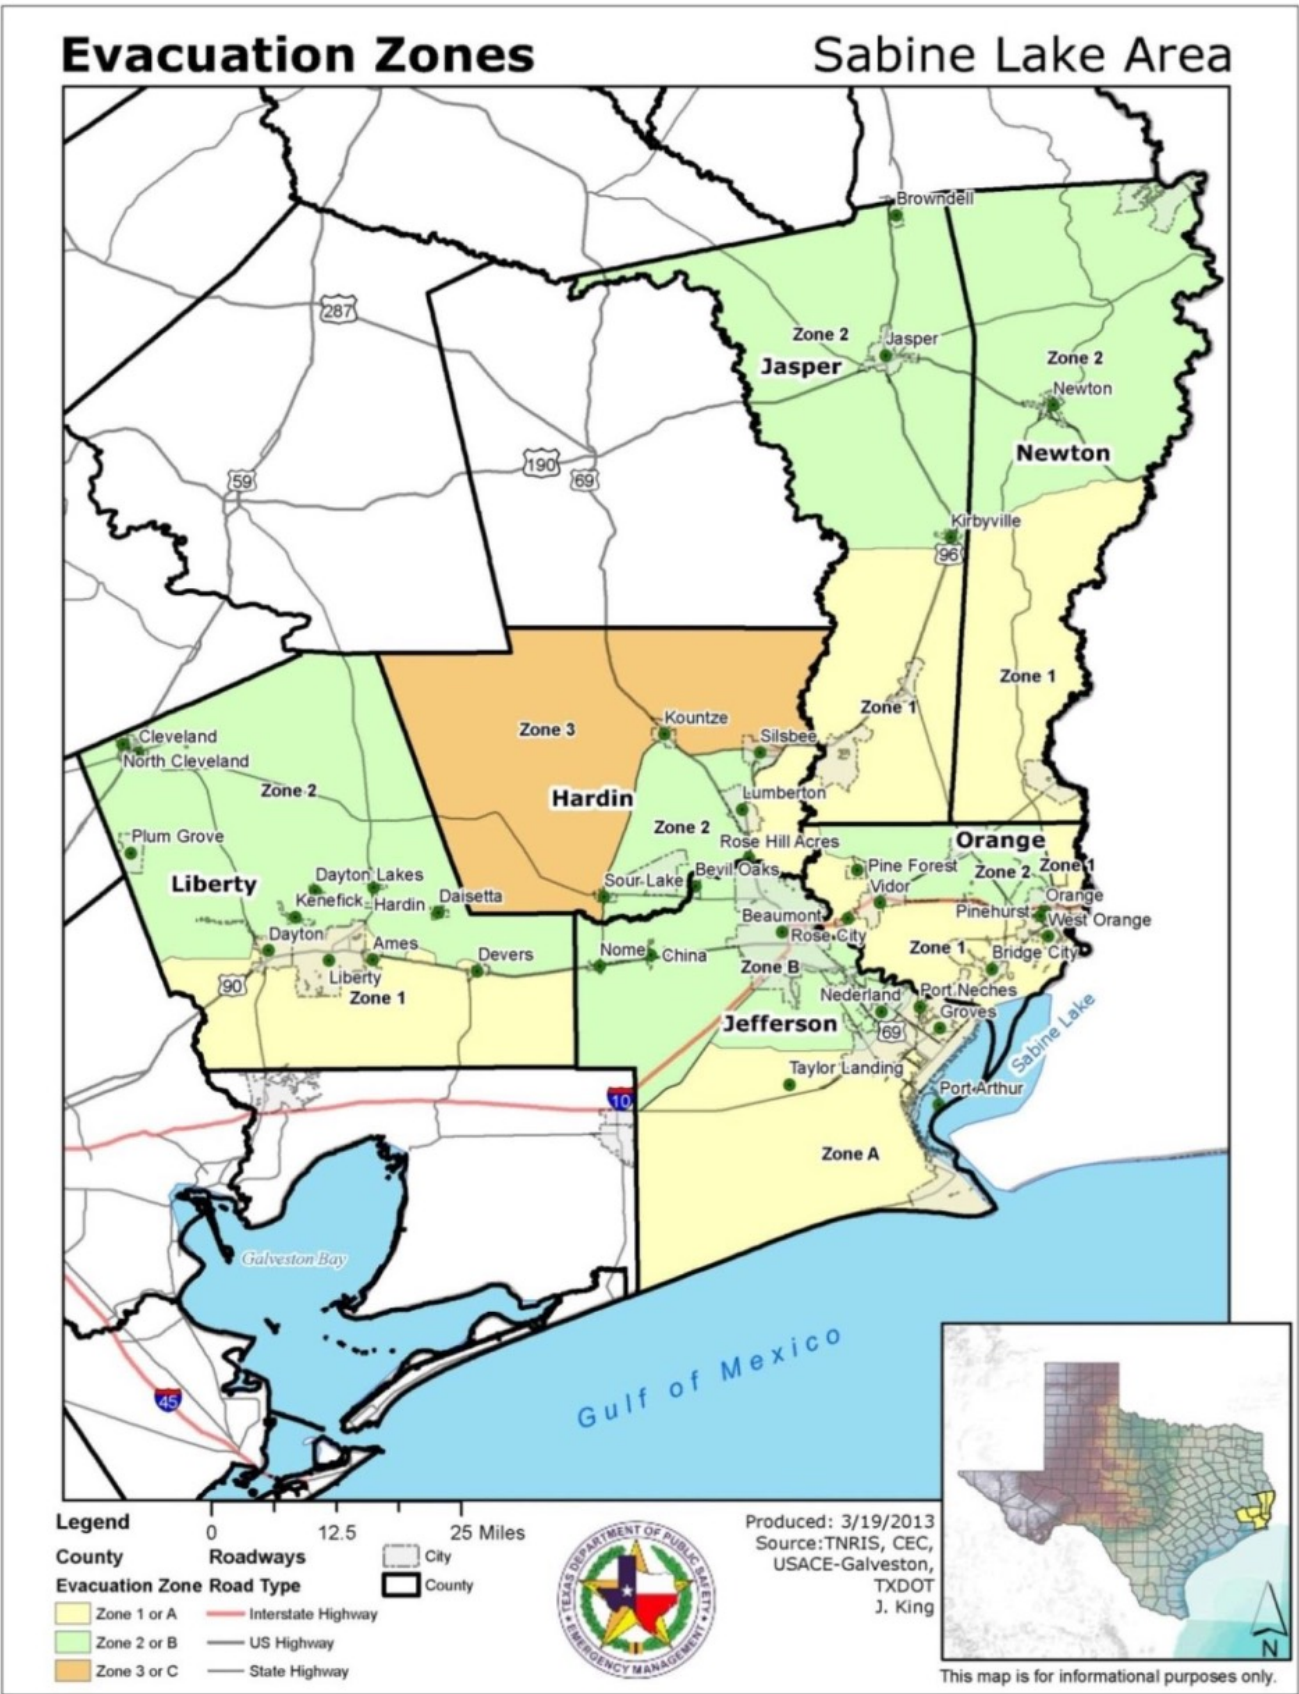 Evacuation Zones
Sabine Lake Area
Browndell
287
Zone 2
Jasper
Jasper
Zone 2
Newton
Newton
190
69
59
Kirbyville
96
Zone 1
Zone 1
Zone 3
Kountze
Silsbee
Cleveland
North Cleveland
Zone 2
Hardin
Lumberton
Zone 2
Plum Grove
Rose Hill Acres
Orange
Liberty
Dayton Lakes
Kenefick
Hardin
Daisetta
Sour Lake
Bevil Oaks
Pine Forest
Vidor
Zone 2
Zone 1
Orange
Pinehurst
West Orange
Beaumont
Rose City
Dayton
Ames
Devers
Nome
China
Zone 1
Bridge City
Liberty
90
Zone 1
Zone B
Nederland
Port Neches
Groves
Jefferson
69
Sabine Lake
Taylor Landing
Port Arthur
10
Zone A
Galveston Bay
Gulf of Mexico
45
Legend
0 12.5 25 Miles
County
Roadways
City
Evacuation Zone
Road Type
County
Zone 1 or A
Interstate Highway
Zone 2 or B
US Highway
Zone 3 or C
State Highway
TEXAS DEPARTMENT OF PUBLIC SAFETY
EMERGENCY MANAGEMENT
Produced: 3/19/2013
Source:TNRIS, CEC,
USACE-Galveston,
TXDOT
J. King
N
This map is for informational purposes only.